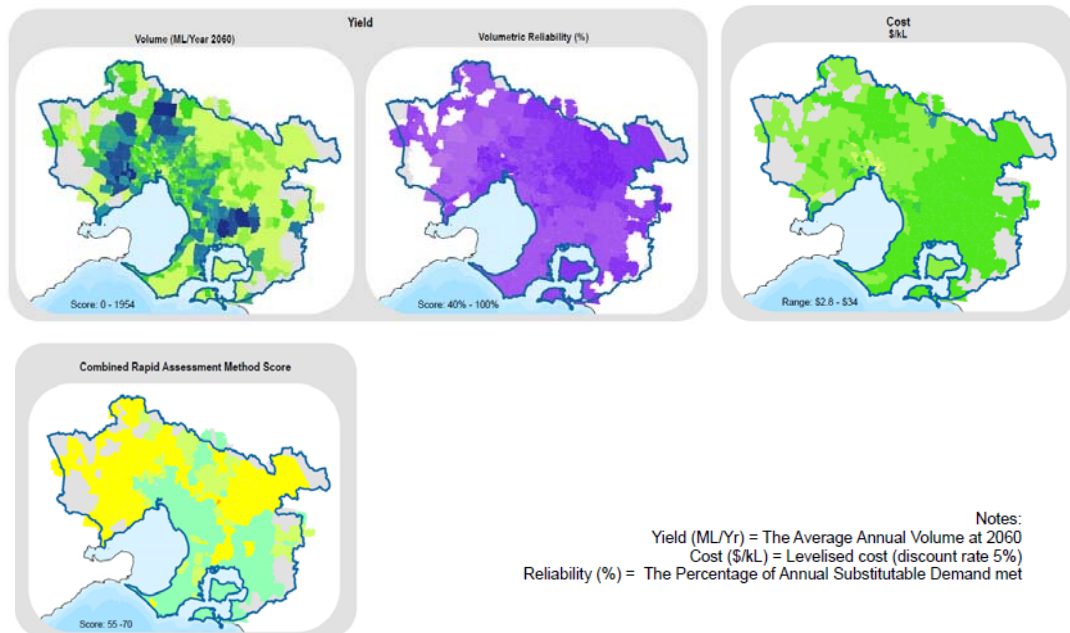 Yield
Volume (ML/Year 2060)
Volumetric Reliability (%)
Score: 0 - 1954
Score: 40% - 100%
Cost
$/kL
Range: $2.8 - $34
Combined Rapid Assessment Method Score
Score: 55 -70
Notes:
Yield (ML/Yr) = The Average Annual Volume at 2060
Cost ($/kL) = Levelised cost (discount rate 5%)
Reliability (%) = The Percentage of Annual Substitutable Demand met